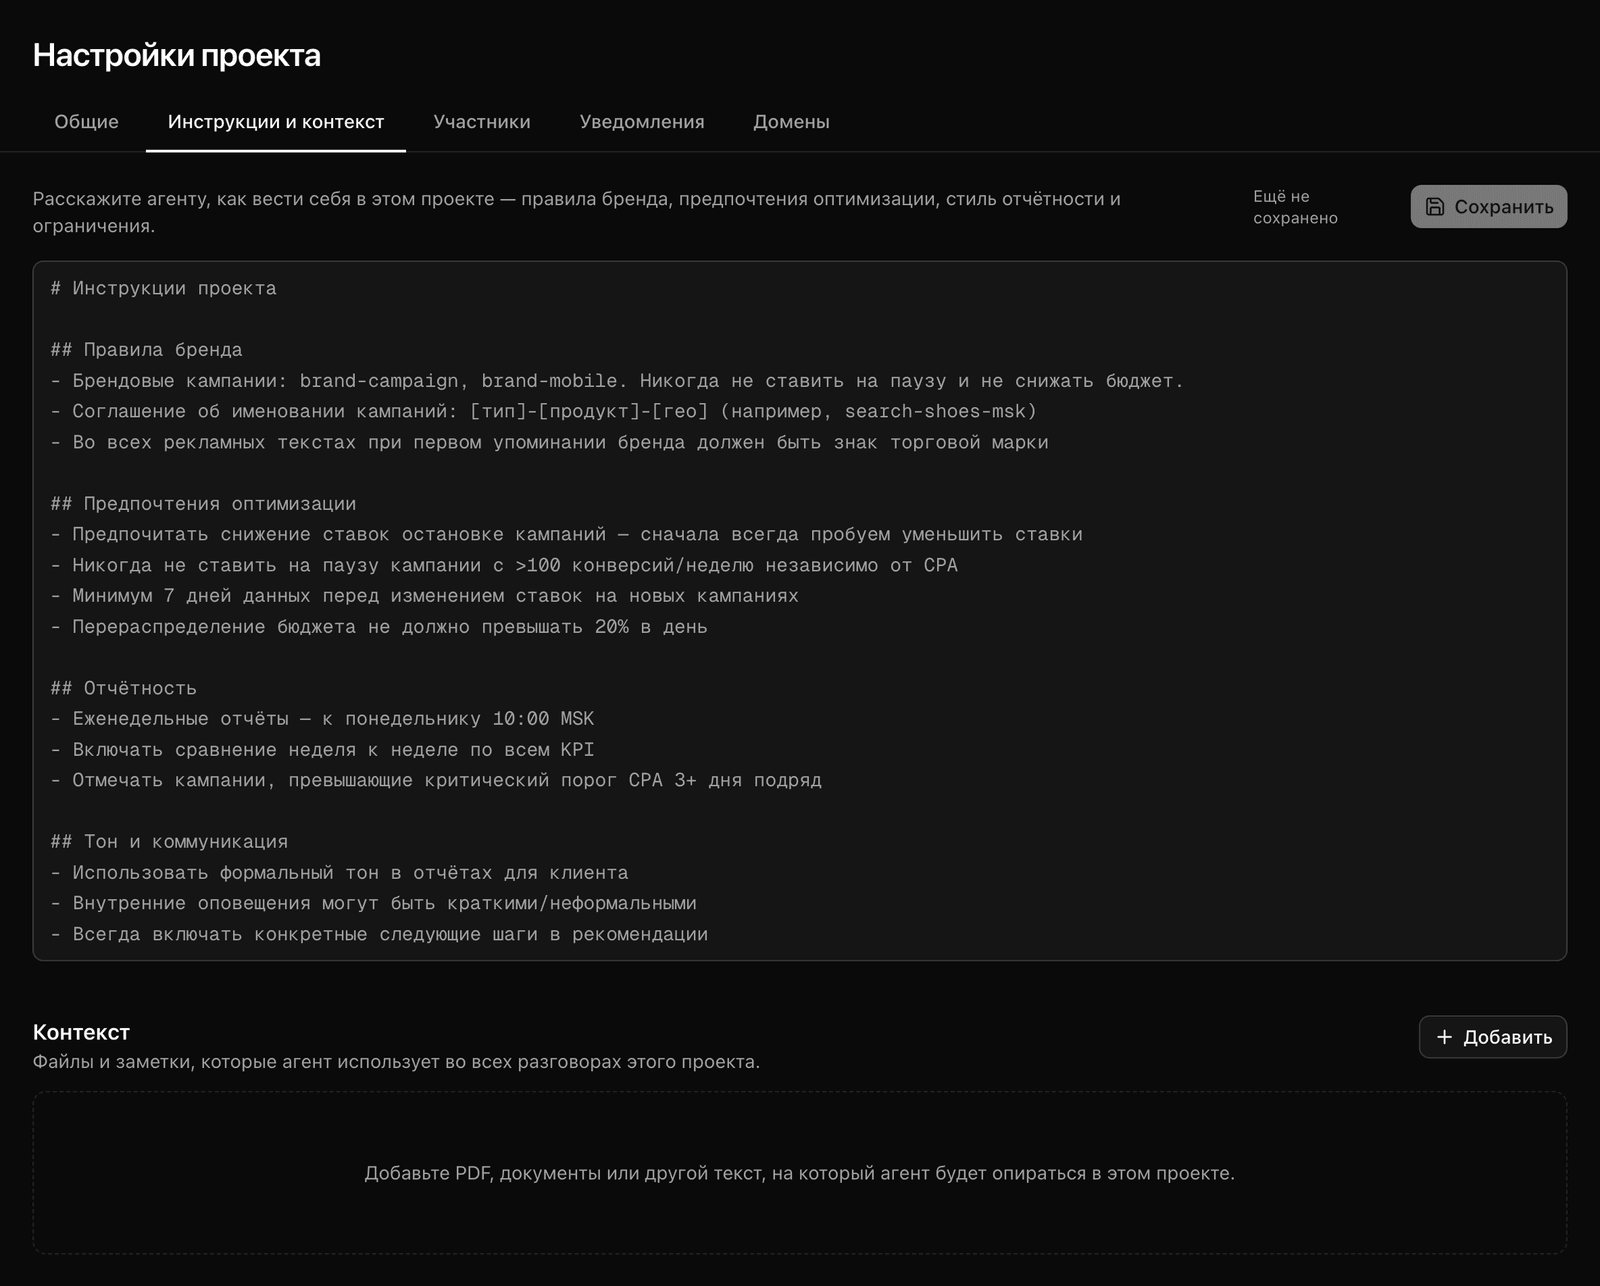 Настройки проекта
Общие
Инструкции и контекст
Участники
Уведомления
Домены
Расскажите агенту, как вести себя в этом проекте — правила бренда, предпочтения оптимизации, стиль отчётности и
ограничения.
Ещё не
сохранено
Сохранить
# Инструкции проекта
## Правила бренда
- Брендовые кампании: brand-campaign, brand-mobile. Никогда не ставить на паузу и не снижать бюджет.
- Соглашение об именовании кампаний: [тип]-[продукт]-[гео] (например, search-shoes-msk)
- Во всех рекламных текстах при первом упоминании бренда должен быть знак торговой марки
## Предпочтения оптимизации
- Предпочитать снижение ставок остановке кампаний — сначала всегда пробуем уменьшить ставки
- Никогда не ставить на паузу кампании с >100 конверсий/неделю независимо от CPA
- Минимум 7 дней данных перед изменением ставок на новых кампаниях
- Перераспределение бюджета не должно превышать 20% в день
## Отчётность
- Еженедельные отчёты — к понедельнику 10:00 MSK
- Включать сравнение неделя к неделе по всем KPI
- Отмечать кампании, превышающие критический порог CPA 3+ дня подряд
## Тон и коммуникация
- Использовать формальный тон в отчётах для клиента
- Внутренние оповещения могут быть краткими/неформальными
- Всегда включать конкретные следующие шаги в рекомендации
Контекст
Добавить
Файлы и заметки, которые агент использует во всех разговорах этого проекта.
Добавьте PDF, документы или другой текст, на который агент будет опираться в этом проекте.